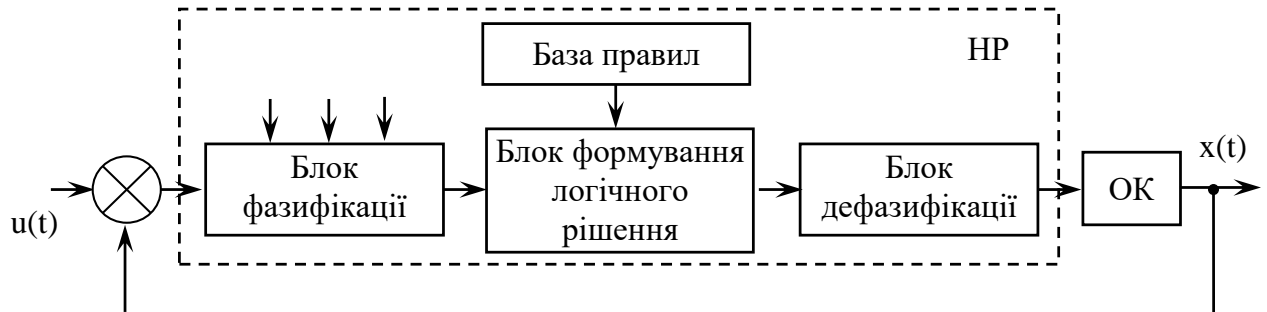 База правил
НР
Блок
фазифікації
Блок формування
логічного
рішення
Блок
дефазифікації
ОК
x(t)
u(t)